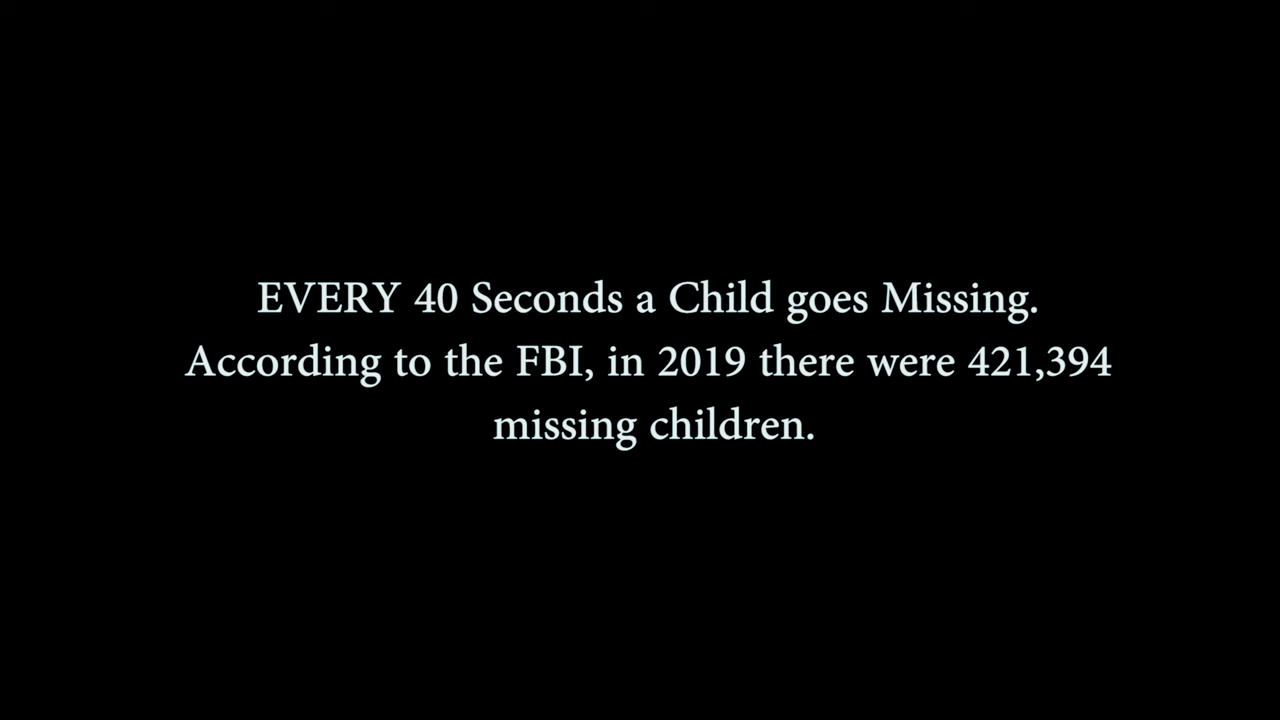 EVERY 40 Seconds a Child goes Missing.
According to the FBI, in 2019 there were 421,394
missing children.